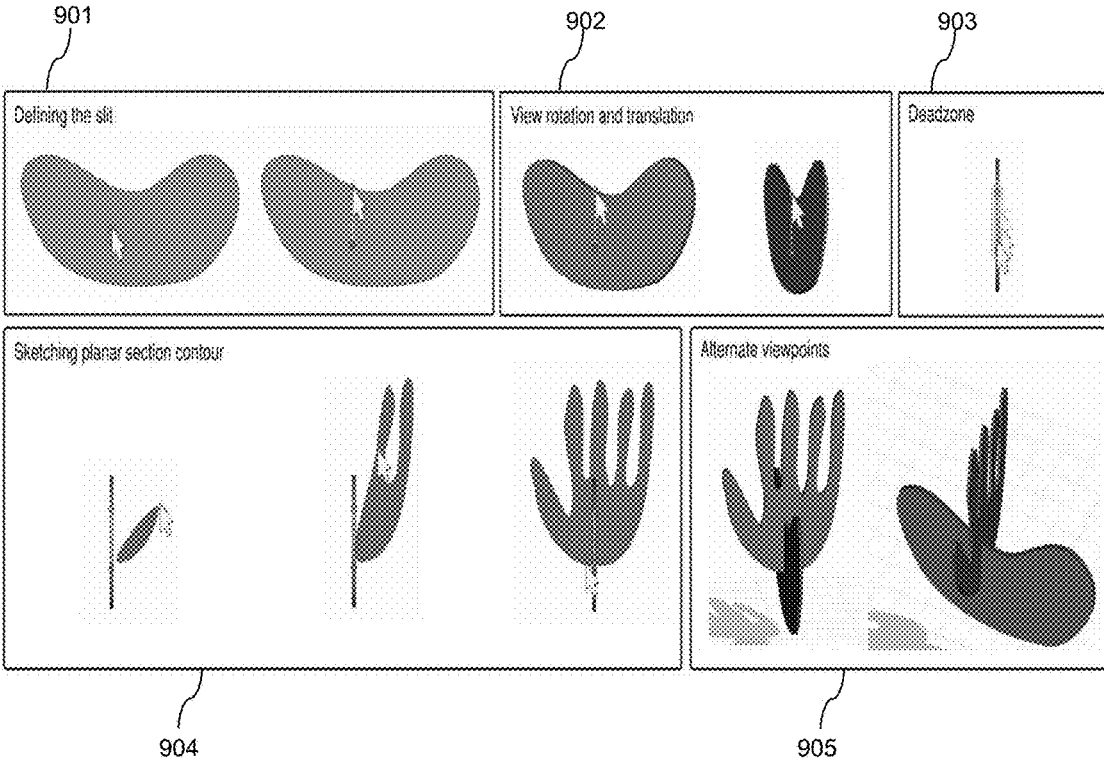 901
902
903
Defining the slit
View rotation and translation
Deadzone
Sketching planar section contour
Alternate viewpoints
904
905